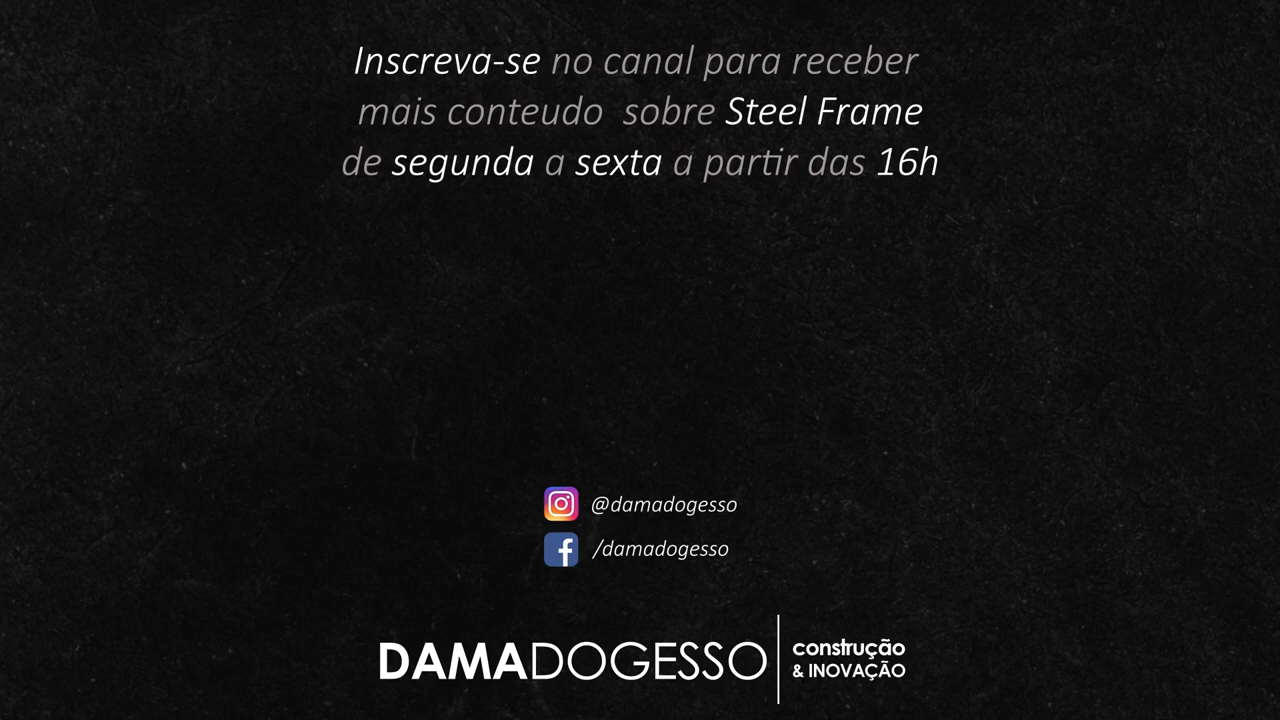 Inscreva-se no canal para receber
mais conteudo sobre Steel Frame
de segunda a sexta a partir das 16h
@damadogesso
/damadogesso
DAMADOGESSO
construção
& INOVAÇÃO